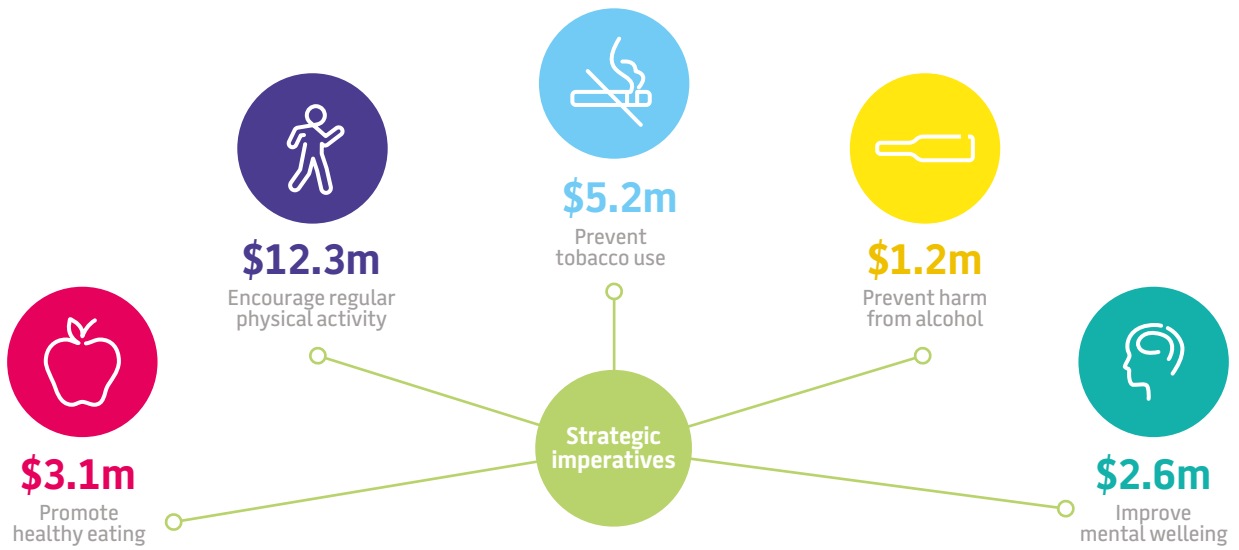 $5.2m
Prevent
tobacco use
$12.3m
Encourage regular
physical activity
$1.2m
Prevent harm
from alcohol
$3.1m
Promote
healthy eating
Strategic
imperatives
$2.6m
Improve
mental welleing